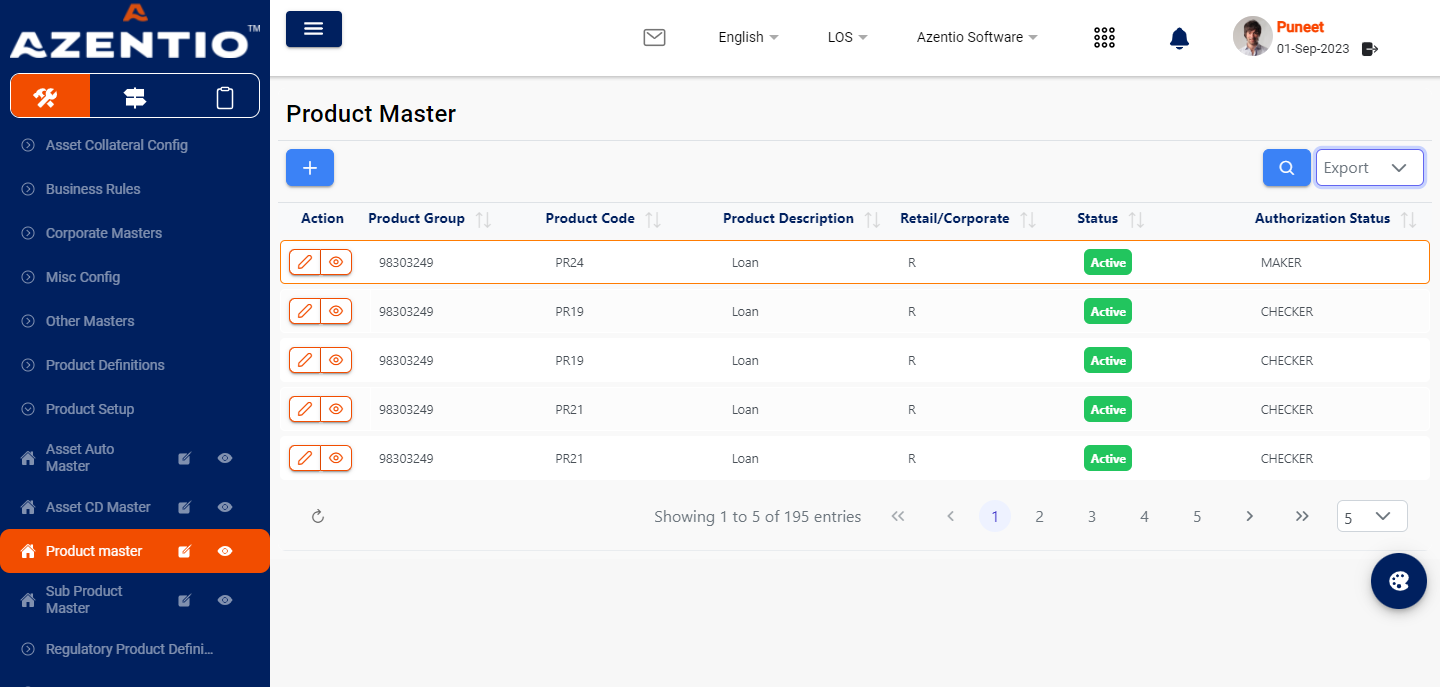 AZENTIO™
English
LOS
Azentio Software
Puneet
01-Sep-2023
Asset Collateral Config
Business Rules
Corporate Masters
Misc Config
Other Masters
Product Definitions
Product Setup
Asset Auto
Master
Asset CD Master
Product master
Sub Product
Master
Regulatory Product Defini...
Product Master
Export
Action Product Group Product Code Product Description Retail/Corporate Status Authorization Status
98303249 PR24 Loan R Active MAKER
98303249 PR19 Loan R Active CHECKER
98303249 PR19 Loan R Active CHECKER
98303249 PR21 Loan R Active CHECKER
98303249 PR21 Loan R Active CHECKER
Showing 1 to 5 of 195 entries 1 2 3 4 5 5